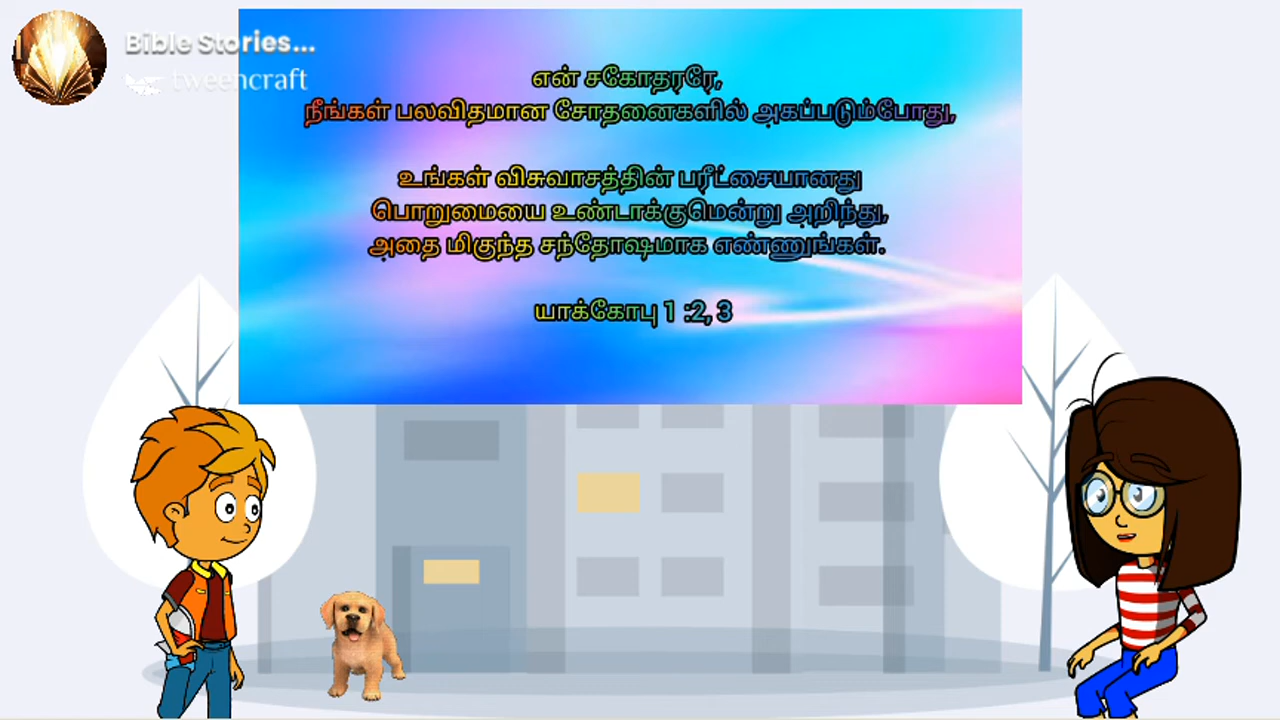 Bible Stories...
tweencraft
என் சகோதரரே,
நீங்கள் பலவிதமான சோதனைகளில் அகப்படும்போது,
உங்கள் விசுவாசத்தின் பரீட்சையானது
பொறுமையை உண்டாக்குமென்று அறிந்து,
அதை மிகுந்த சந்தோஷமாக எண்ணுங்கள்.
யாக்கோபு 1 :2, 3